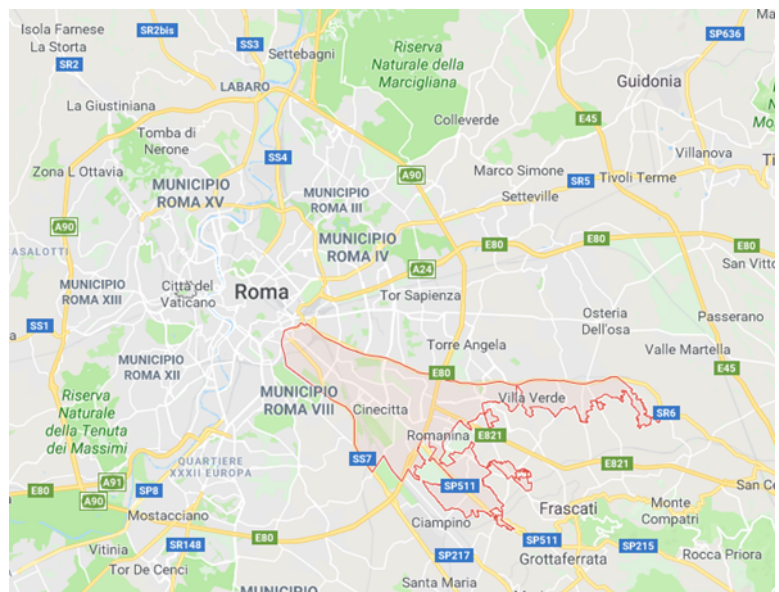 Isola Farnese
La Storta
SR2bis
SS3
Settebagni
Riserva
Naturale della
Marcigliana
SP636
SR2
LABARO
Guidonia
La Giustiniana
Colleverde
E45
Tomba di
Nerone
SS4
Villanova
Zona L Ottavia
Marco Simone
A90
SR5
Tivoli Terme
MUNICIPIO
ROMA XV
MUNICIPIO
ROMA III
Setteville
A90
MUNICIPIO
ROMA IV
E80
E80
E80
ASALOTTI
A24
San Vitto
MUNICIPIO
ROMA XIII
Città del
Vaticano
Roma
Tor Sapienza
Osteria
Dell'osa
Passerano
SS1
Torre Angela
Valle Martella
MUNICIPIO
ROMA XII
E80
E45
Riserva
Naturale
della Tenuta
dei Massimi
MUNICIPIO
ROMA VIII
Cinecitta
Villa Verde
SR6
Romanina
E821
QUARTIERE
XXXII EUROPA
SS7
E821
A91
E80
SP8
A90
SP511
San Ce
Mostacciano
Frascati
Monte
Compatri
Ciampino
E80
SP511
Vitinia
SR148
SP217
SP215
Grottaferrata
Rocca Priora
Tor De Cenci
Santa Maria
MUNICIPIO